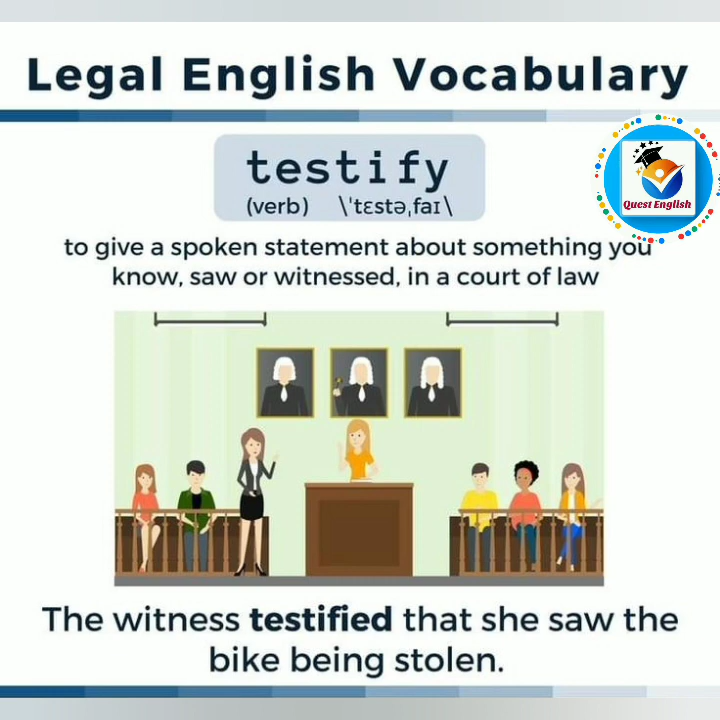 Legal English Vocabulary
testify
(verb) \ˈtɛstəˌfaɪ\
Quest English
to give a spoken statement about something you
know, saw or witnessed, in a court of law
The witness testified that she saw the
bike being stolen.